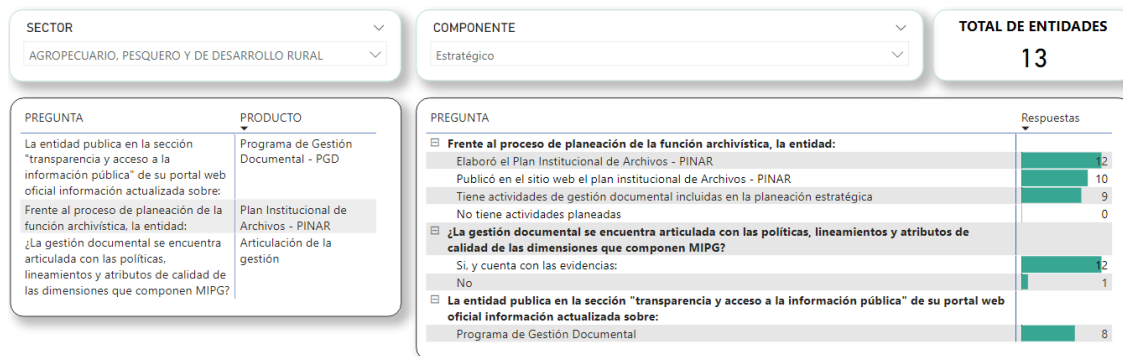 SECTOR
AGROPECUARIO, PESQUERO Y DE DESARROLLO RURAL
COMPONENTE
Estratégico
TOTAL DE ENTIDADES
13
PREGUNTA PRODUCTO
La entidad publica en la sección Programa de Gestión
"transparencia y acceso a la Documental - PGD
información pública" de su portal web
oficial información actualizada sobre:
Frente al proceso de planeación de la Plan Institucional de
función archivística, la entidad: Archivos - PINAR
¿La gestión documental se encuentra Articulación de la
articulada con las políticas, gestión
lineamientos y atributos de calidad de
las dimensiones que componen MIPG?
PREGUNTA Respuestas
Frente al proceso de planeación de la función archivística, la entidad:
Elaboró el Plan Institucional de Archivos - PINAR 12
Publicó en el sitio web el plan institucional de Archivos - PINAR 10
Tiene actividades de gestión documental incluidas en la planeación estratégica 9
No tiene actividades planeadas 0
¿La gestión documental se encuentra articulada con las políticas, lineamientos y atributos de
calidad de las dimensiones que componen MIPG?
Si, y cuenta con las evidencias: 12
No 1
La entidad publica en la sección "transparencia y acceso a la información pública" de su portal web
oficial información actualizada sobre:
Programa de Gestión Documental 8